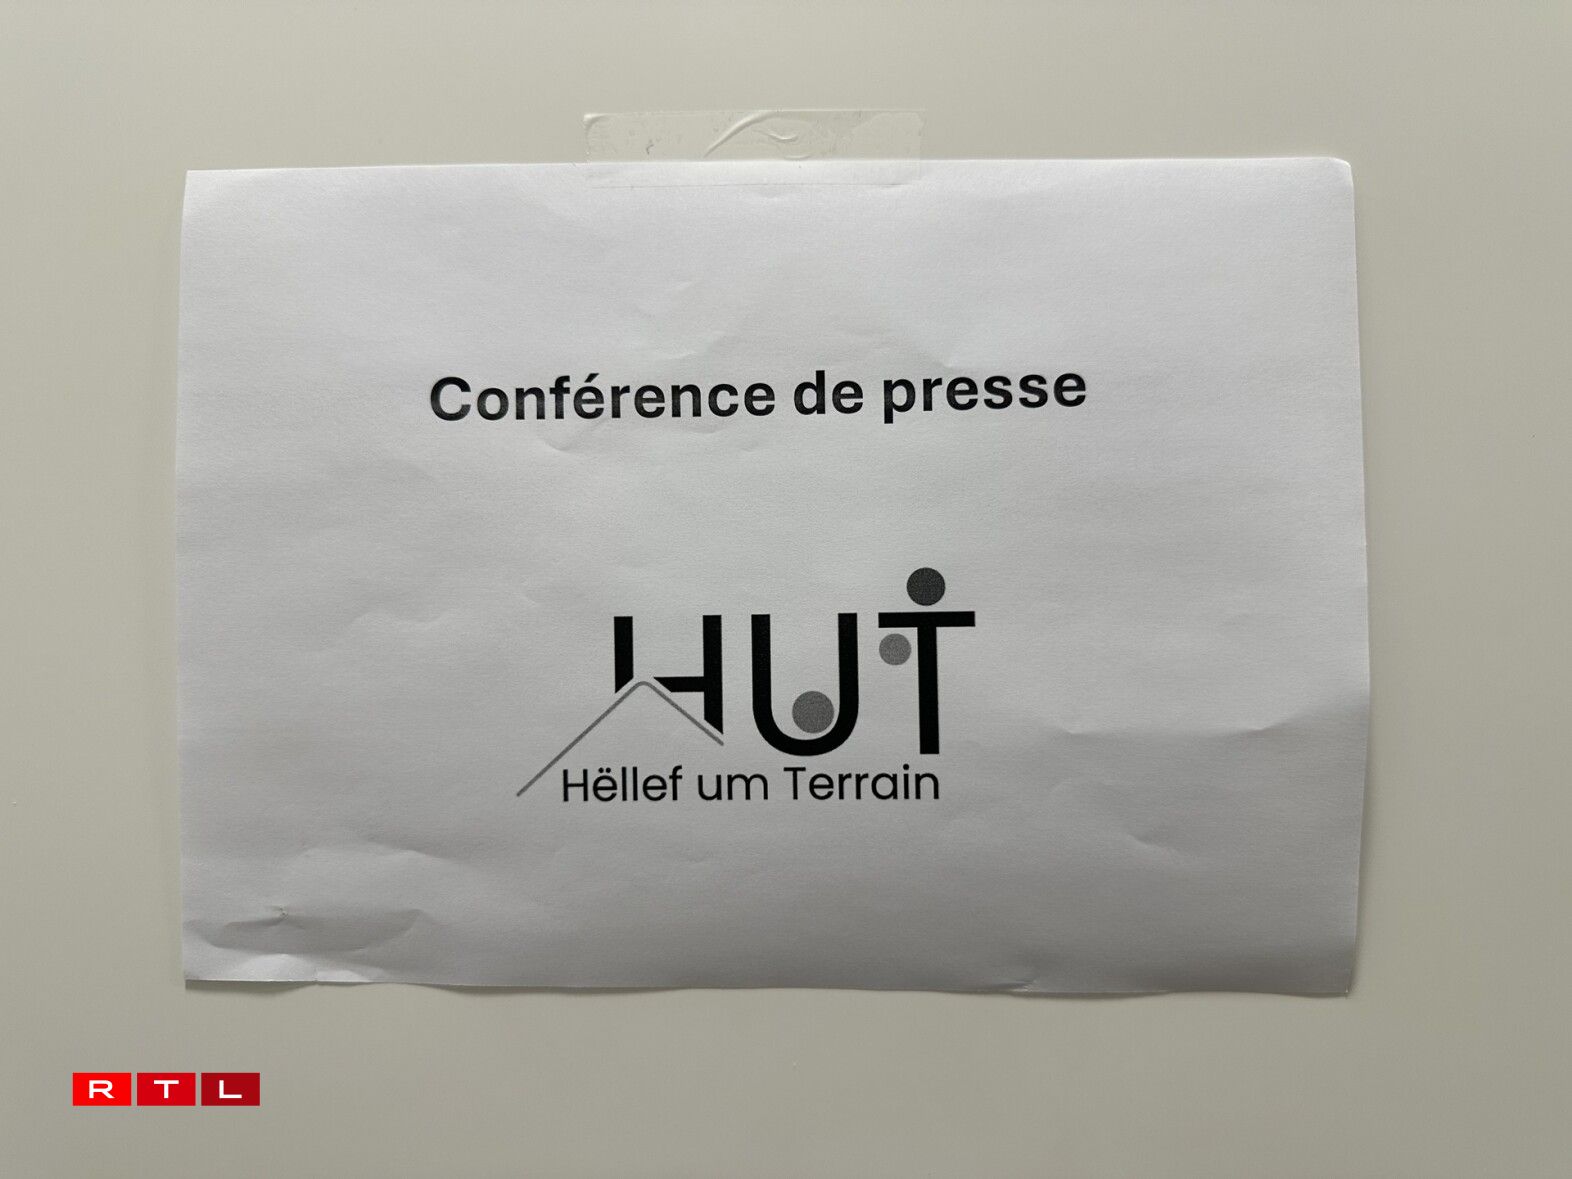 Conférence de presse
HUT
Hëllef um Terrain
RTL